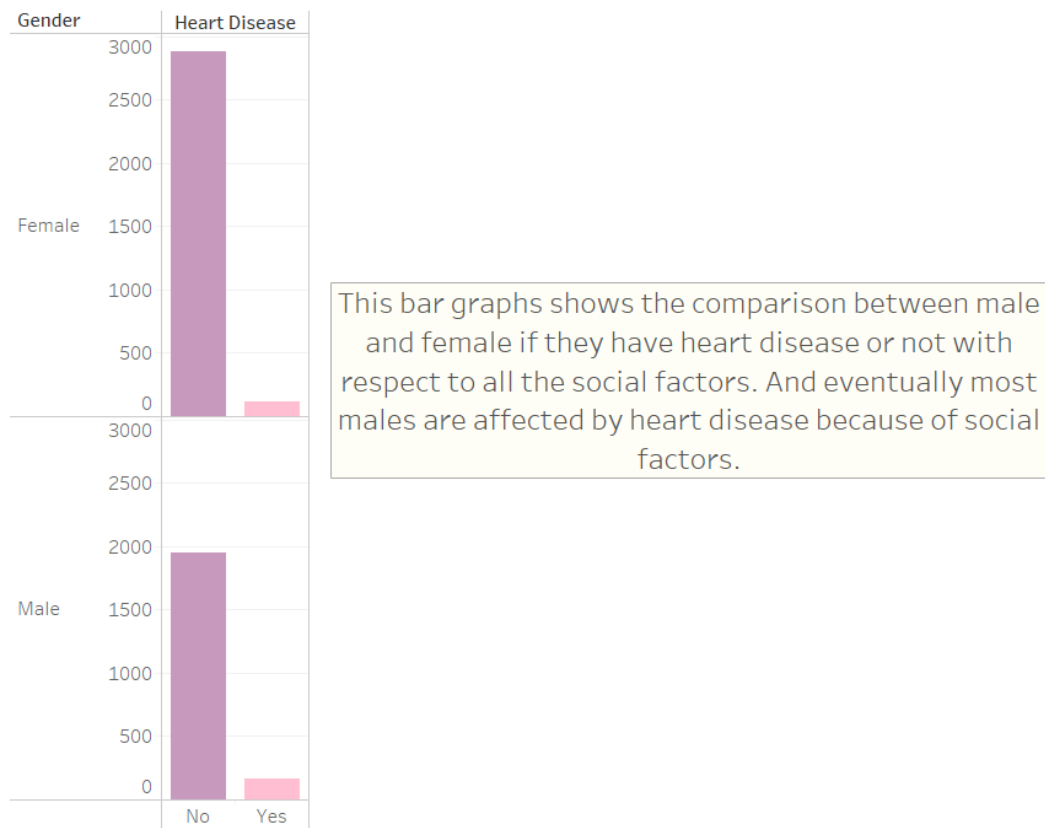 Gender Heart Disease
3000
2500
2000
Female 1500
1000
500
0
3000
2500
2000
Male 1500
1000
500
0
No Yes
This bar graphs shows the comparison between male
and female if they have heart disease or not with
respect to all the social factors. And eventually most
males are affected by heart disease because of social
factors.